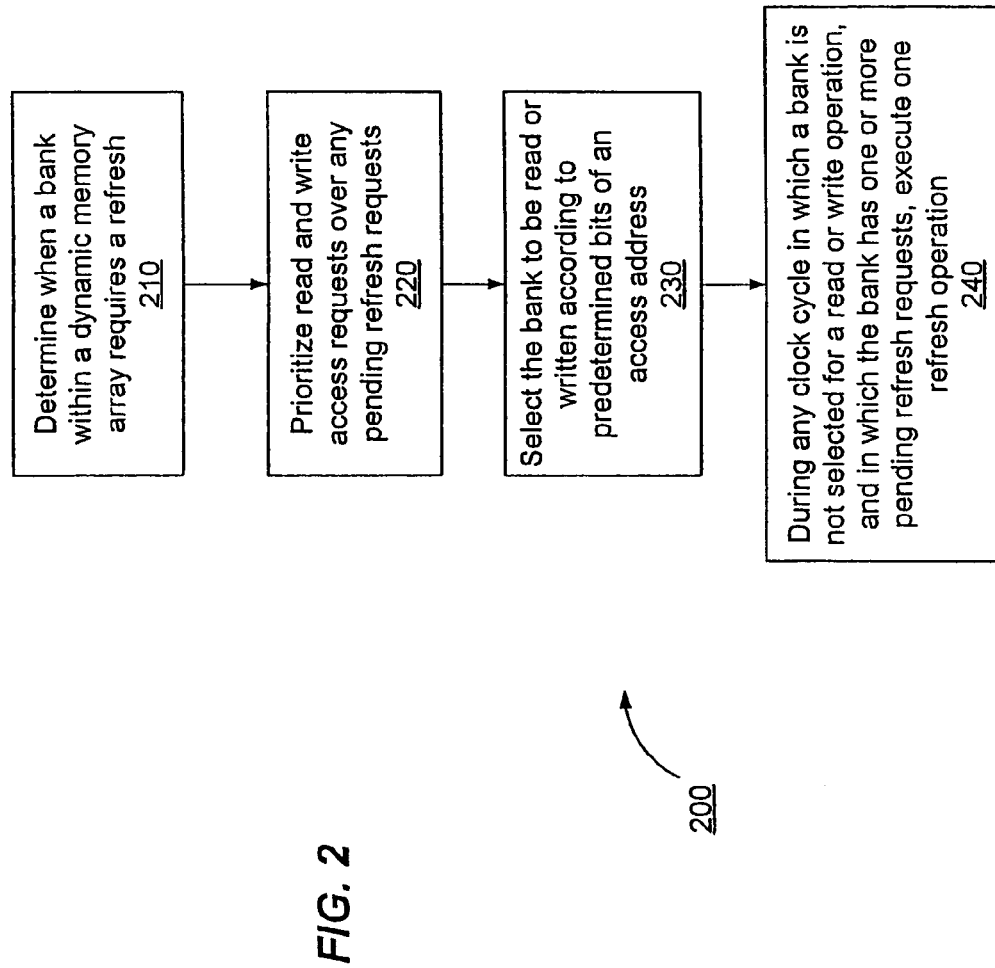 Determine when a bank
within a dynamic memory
array requires a refresh
210
Prioritize read and write
access requests over any
pending refresh requests
220
Select the bank to be read or
written according to
predetermined bits of an
access address
230
During any clock cycle in which a bank is
not selected for a read or write operation,
and in which the bank has one or more
pending refresh requests, execute one
refresh operation
240
200
FIG. 2